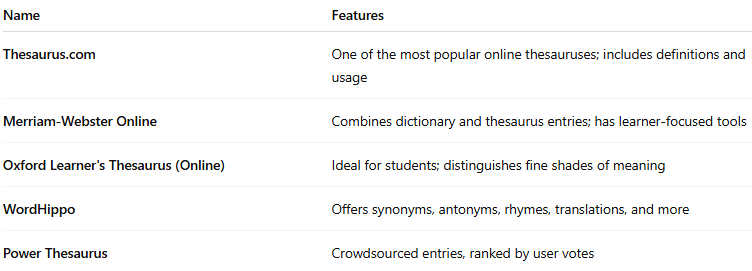 Name Features
Thesaurus.com One of the most popular online thesauruses; includes definitions and
usage
Merriam-Webster Online Combines dictionary and thesaurus entries; has learner-focused tools
Oxford Learner's Thesaurus (Online) Ideal for students; distinguishes fine shades of meaning
WordHippo Offers synonyms, antonyms, rhymes, translations, and more
Power Thesaurus Crowdsourced entries, ranked by user votes